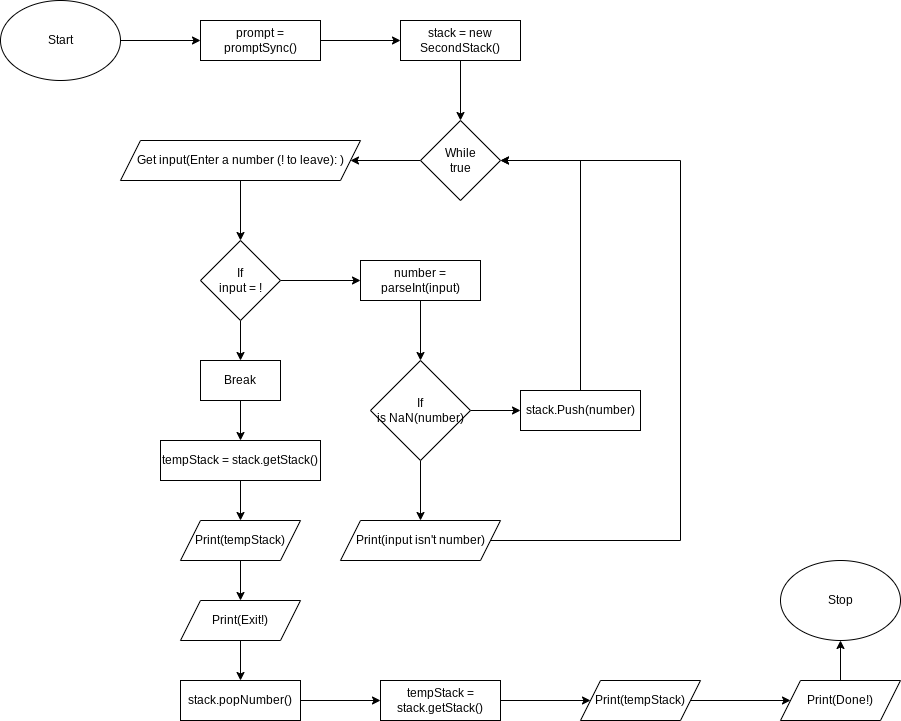 Start
prompt =
promptSync()
stack = new
SecondStack()
While
true
Get input(Enter a number (! to leave): )
If
input = !
number =
parseInt(input)
Break
If
is NaN(number)
stack.Push(number)
tempStack = stack.getStack()
Print(tempStack)
Print(input isn't number)
Print(Exit!)
Stop
stack.popNumber()
tempStack =
stack.getStack()
Print(tempStack)
Print(Done!)